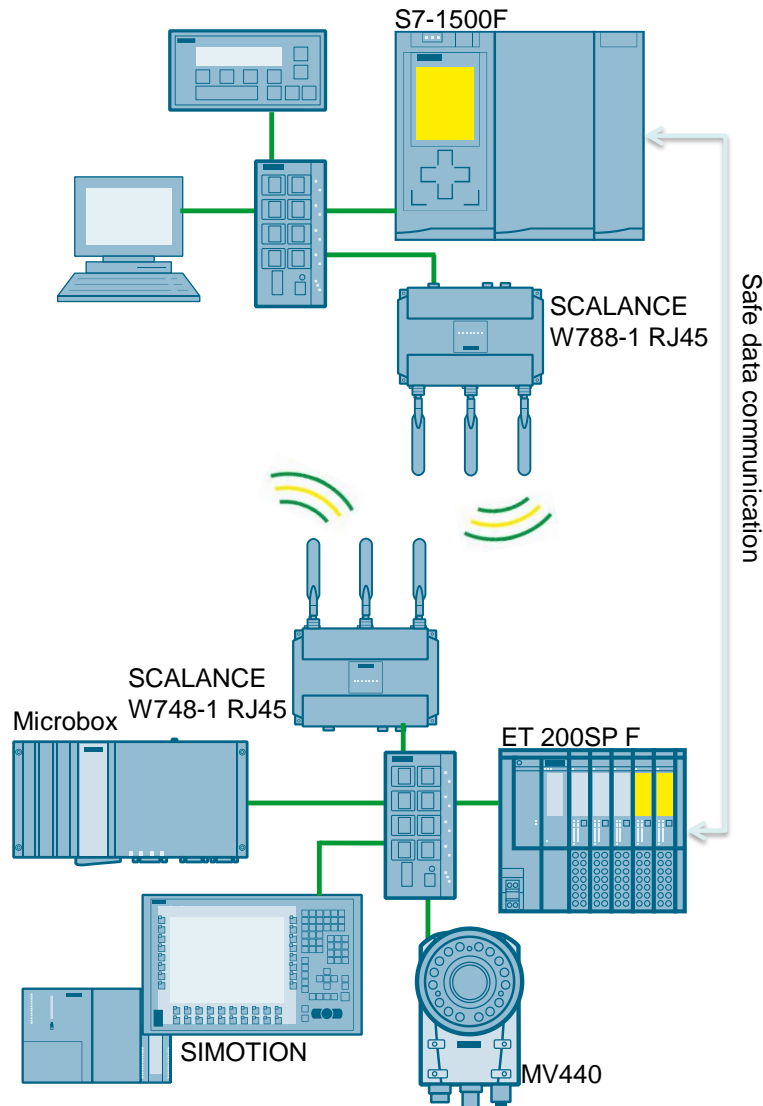 S7-1500F
SCALANCE
W788-1 RJ45
Safe data communication
SCALANCE
W748-1 RJ45
Microbox
ET 200SP F
SIMOTION
MV440